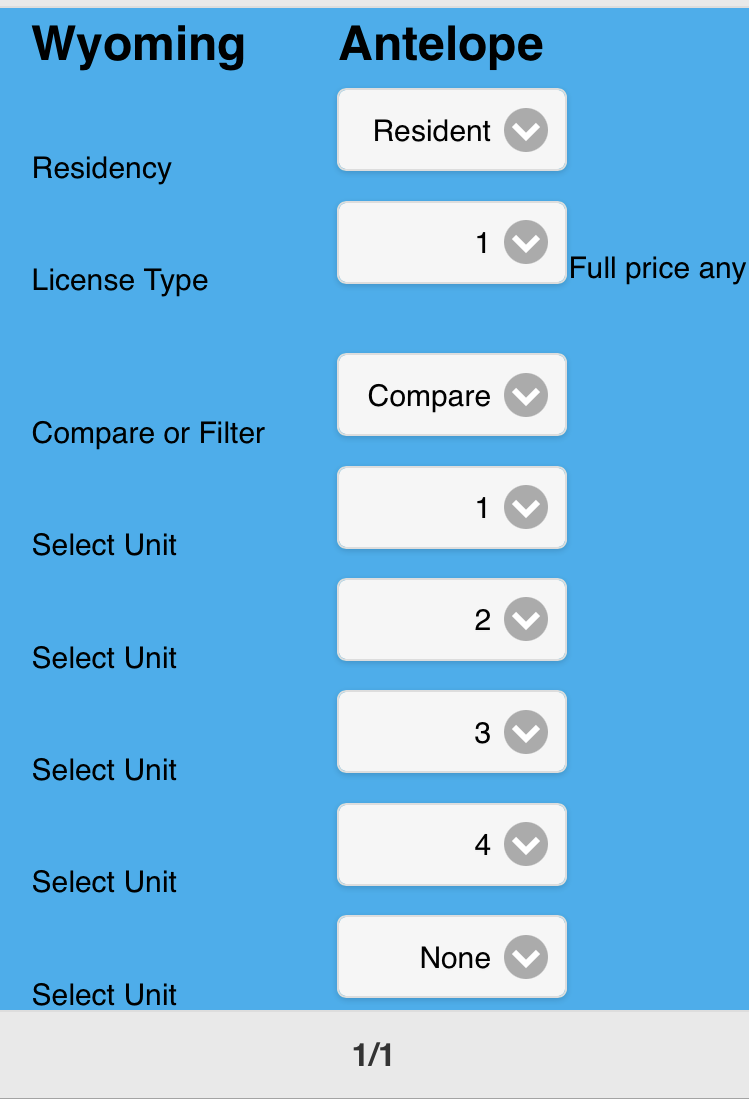 Wyoming Antelope
Resident
Residency
1
License Type
Full price any
Compare
Compare or Filter
1
Select Unit
2
Select Unit
3
Select Unit
4
Select Unit
None
Select Unit
1/1